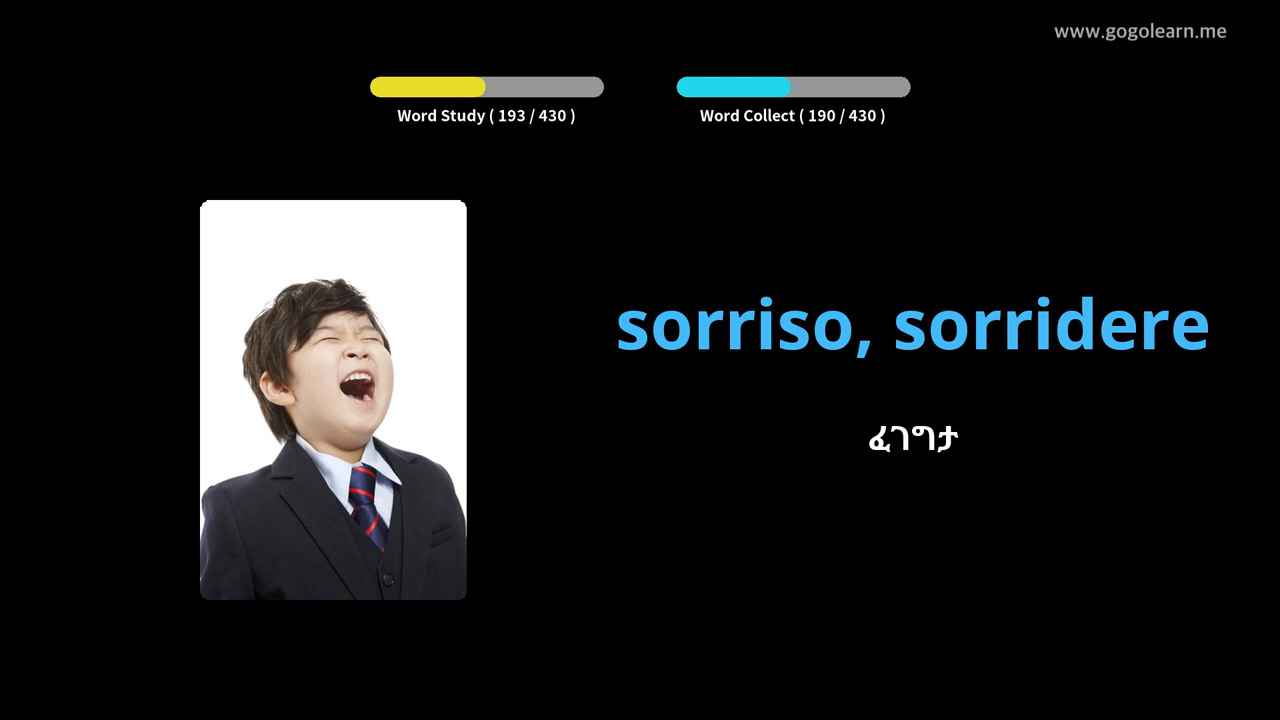 www.gogolearn.me
Word Study ( 193 / 430 )
Word Collect ( 190 / 430 )
sorriso, sorridere
ፈገግታ